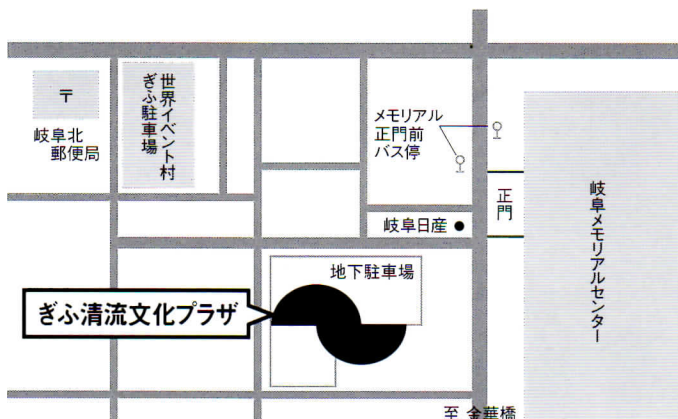 〒
岐阜北
郵便局
世界イベント村
ぎふ駐車場
メモリアル
正門前
バス停
正門
岐阜メモリアルセンター
岐阜日産
地下駐車場
ぎふ清流文化プラザ
至 金華橋